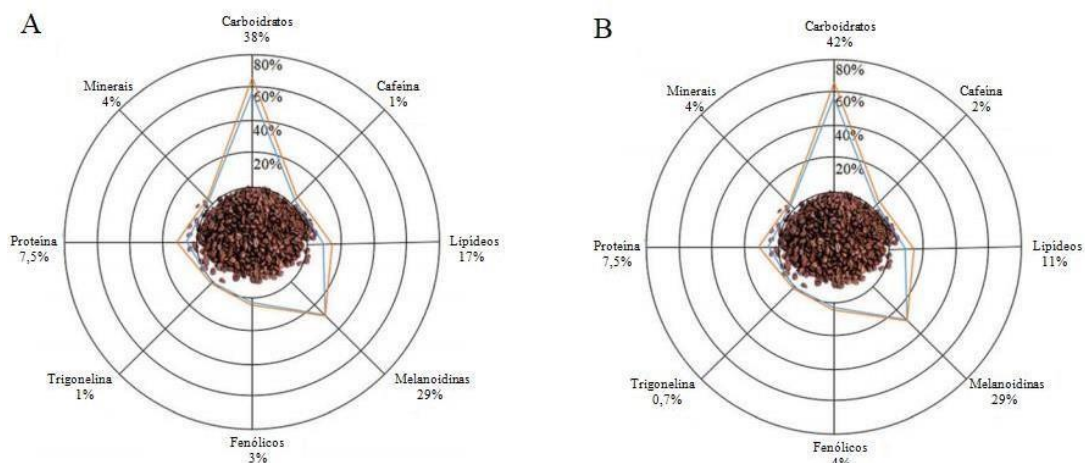 A
Carboidratos
38%
80%
60%
40%
20%
Cafeína
1%
Lipídeos
17%
Melanoidinas
29%
Fenólicos
3%
Trigonelina
1%
Proteína
7,5%
Minerais
4%
B
Carboidratos
42%
80%
60%
40%
20%
Cafeína
2%
Lipídeos
11%
Melanoidinas
29%
Fenólicos
4%
Trigonelina
0,7%
Proteína
7,5%
Minerais
4%